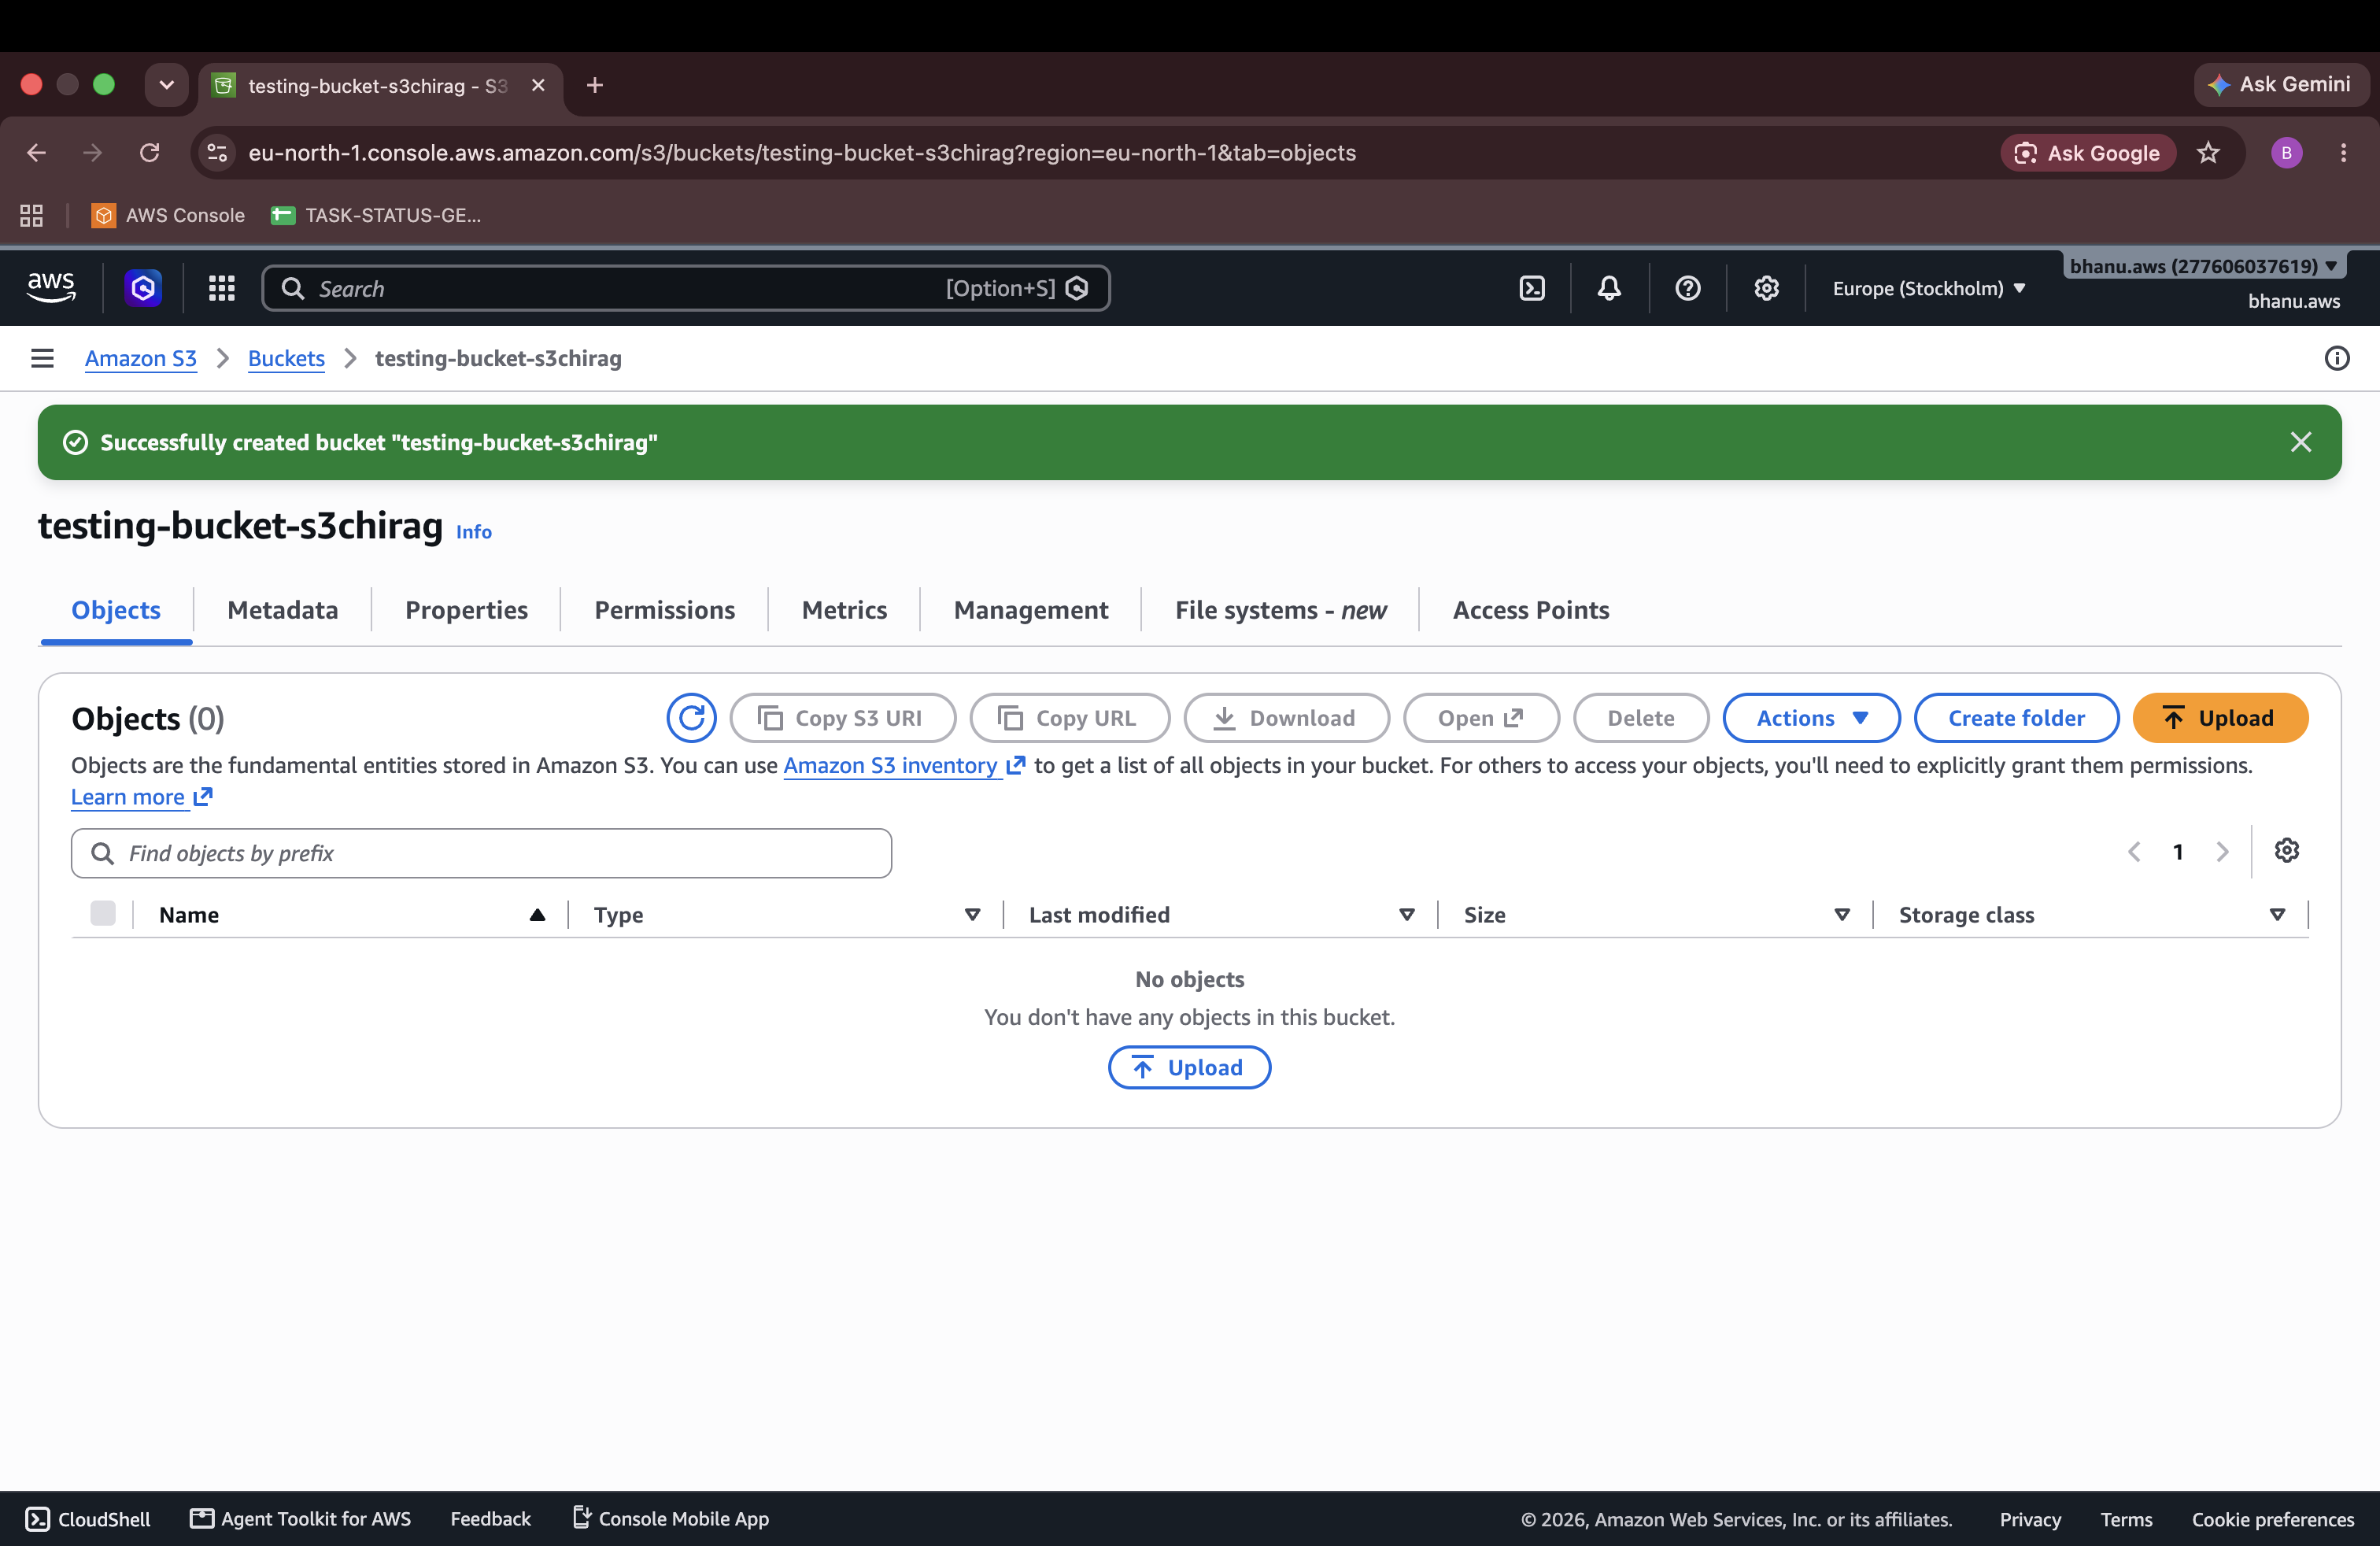 testing-bucket-s3chirag - S3
Ask Gemini
eu-north-1.console.aws.amazon.com/s3/buckets/testing-bucket-s3chirag?region=eu-north-1&tab=objects
Ask Google
B
AWS Console
TASK-STATUS-GE...
aws
Search
[Option+S]
Europe (Stockholm)
bhanu.aws (277606037619)
bhanu.aws
Amazon S3
Buckets
testing-bucket-s3chirag
Successfully created bucket "testing-bucket-s3chirag"
testing-bucket-s3chirag Info
Objects
Metadata
Properties
Permissions
Metrics
Management
File systems - new
Access Points
Objects (0)
Copy S3 URI
Copy URL
Download
Open
Delete
Actions
Create folder
Upload
Objects are the fundamental entities stored in Amazon S3. You can use Amazon S3 inventory to get a list of all objects in your bucket. For others to access your objects, you'll need to explicitly grant them permissions.
Learn more
Find objects by prefix
1
Name
Type
Last modified
Size
Storage class
No objects
You don't have any objects in this bucket.
Upload
CloudShell
Agent Toolkit for AWS
Feedback
Console Mobile App
© 2026, Amazon Web Services, Inc. or its affiliates.
Privacy
Terms
Cookie preferences